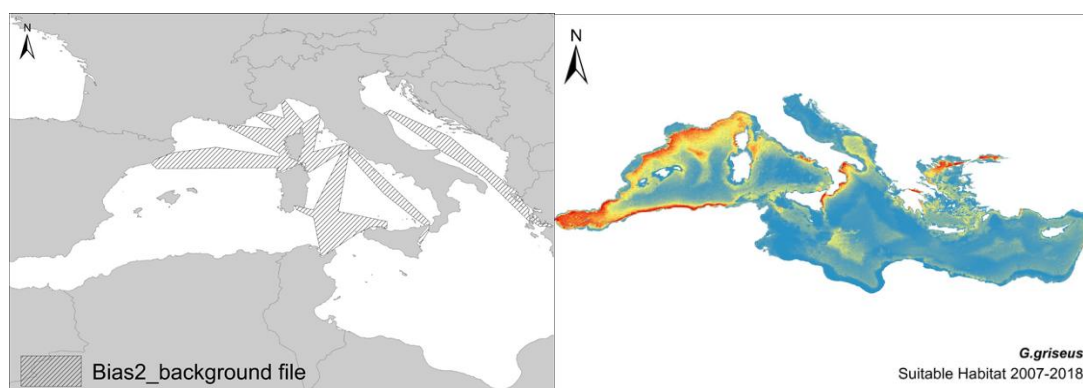 N
Bias2_background file
N
G.griseus
Suitable Habitat 2007-2018